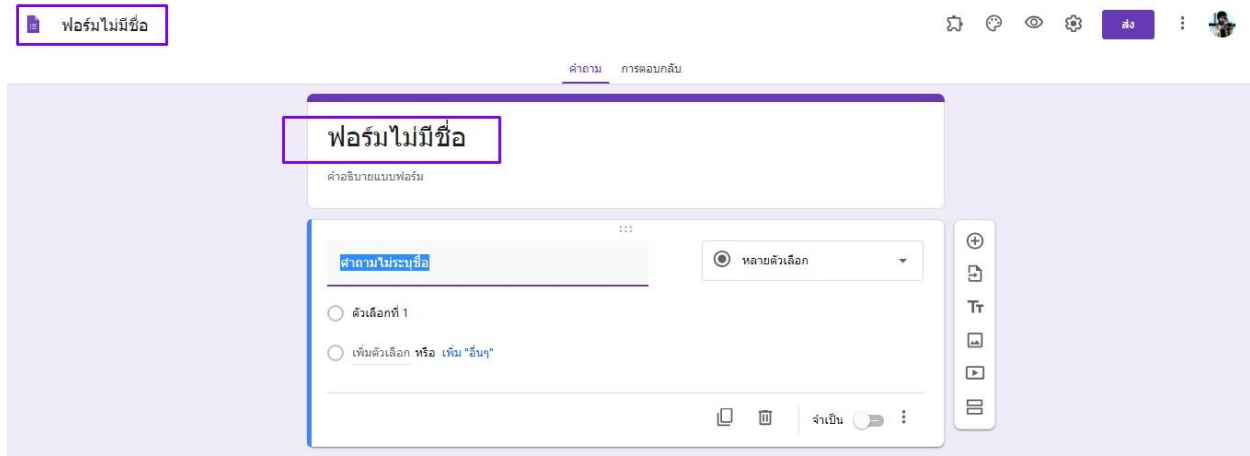 ฟอร์มไม่มีชื่อ
ส่ง
คำถาม การตอบกลับ
ฟอร์มไม่มีชื่อ
คำอธิบายแบบฟอร์ม
คำถามไม่ระบุชื่อ
หลายตัวเลือก
ตัวเลือกที่ 1
เพิ่มตัวเลือก หรือ เพิ่ม "อื่นๆ"
จำเป็น